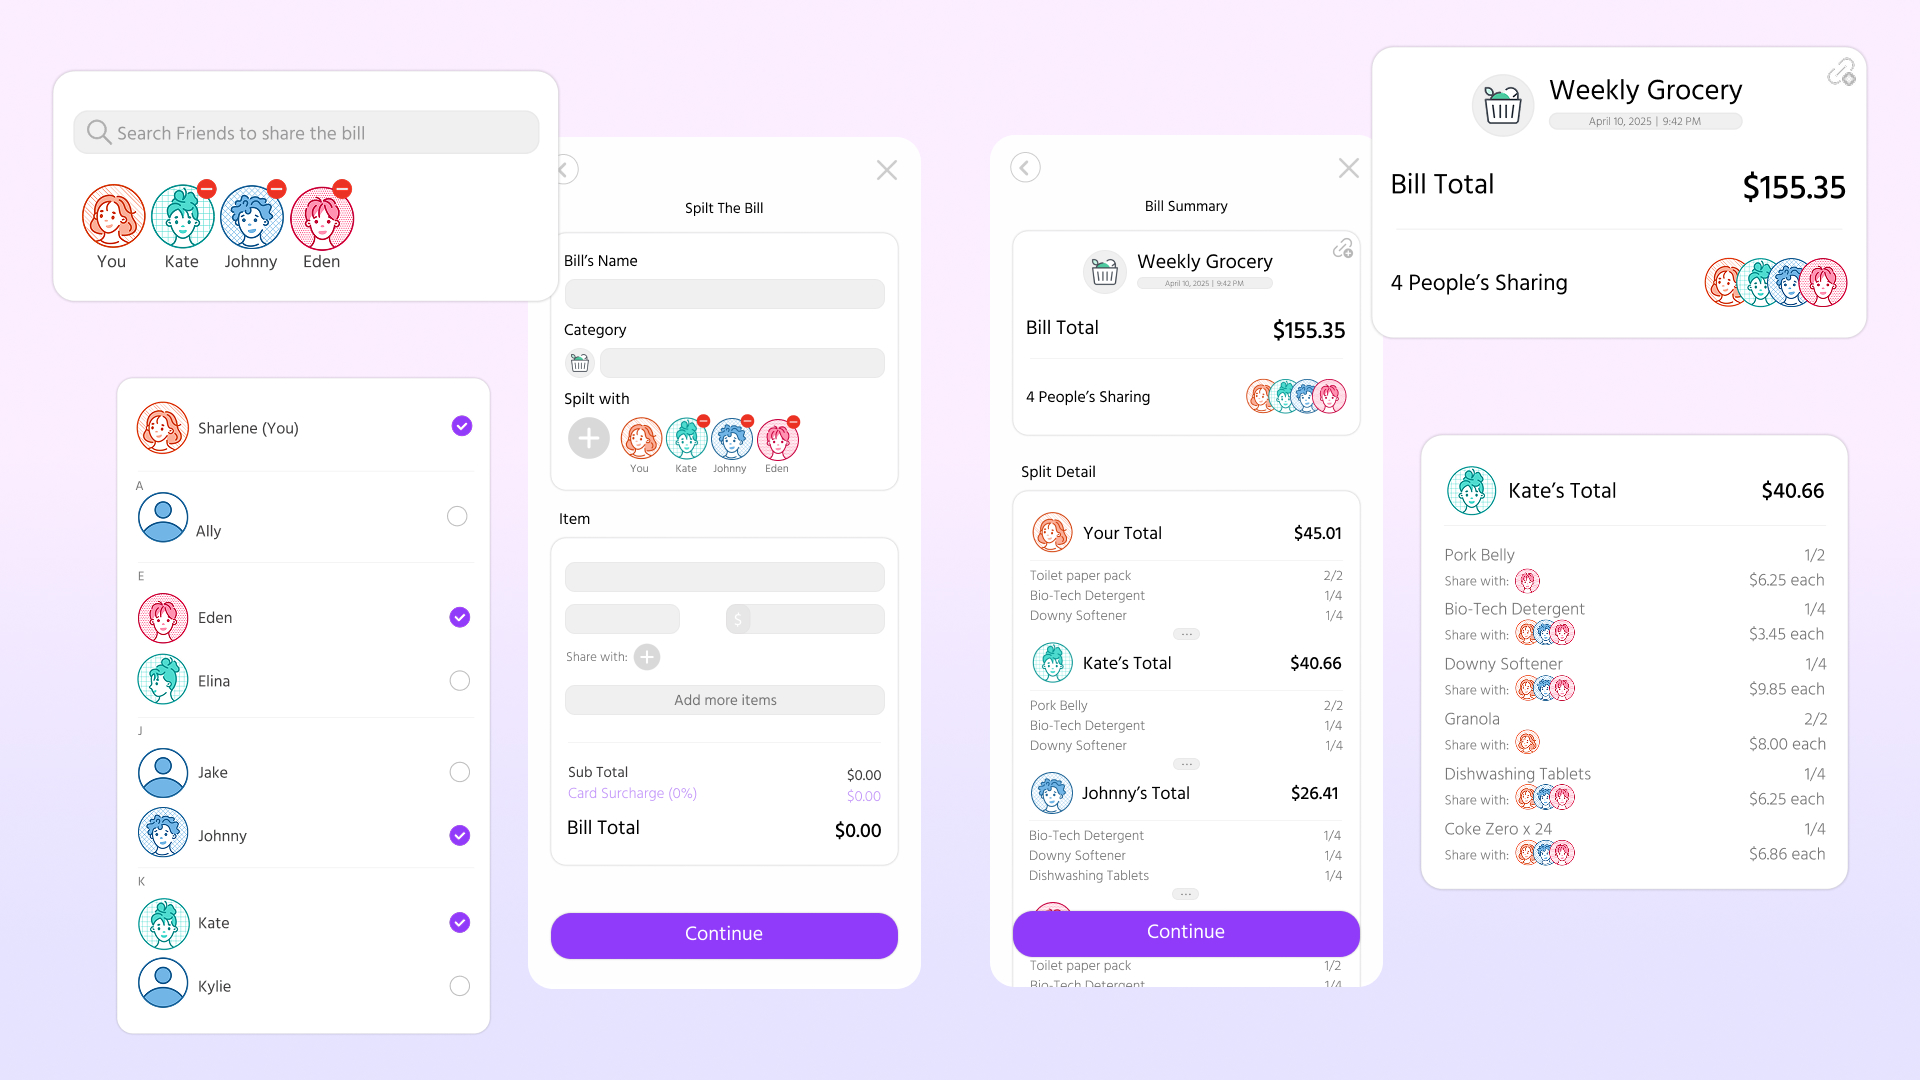 Search Friends to share the bill
You Kate Johnny Eden
Sharlene (You)
A
Ally
E
Eden
Elina
J
Jake
Johnny
K
Kate
Kylie
Spilt The Bill
Bill's Name
Category
Spilt with
You Kate Johnny Eden
Item
$
Share with:
Add more items
Sub Total $0.00
Card Surcharge (0%) $0.00
Bill Total $0.00
Continue
Bill Summary
Weekly Grocery
April 10, 2025 | 9:42 PM
Bill Total $155.35
4 People's Sharing
Split Detail
Your Total $45.01
Toilet paper pack 2/2
Bio-Tech Detergent 1/4
Downy Softener 1/4
...
Kate's Total $40.66
Pork Belly 2/2
Bio-Tech Detergent 1/4
Downy Softener 1/4
...
Johnny's Total $26.41
Bio-Tech Detergent 1/4
Downy Softener 1/4
Dishwashing Tablets 1/4
...
Continue
Toilet paper pack 1/2
Bio-Tech Detergent 1/4
Weekly Grocery
April 10, 2025 | 9:42 PM
Bill Total $155.35
4 People's Sharing
Kate's Total $40.66
Pork Belly 1/2
Share with: $6.25 each
Bio-Tech Detergent 1/4
Share with: $3.45 each
Downy Softener 1/4
Share with: $9.85 each
Granola 2/2
Share with: $8.00 each
Dishwashing Tablets 1/4
Share with: $6.25 each
Coke Zero x 24 1/4
Share with: $6.86 each